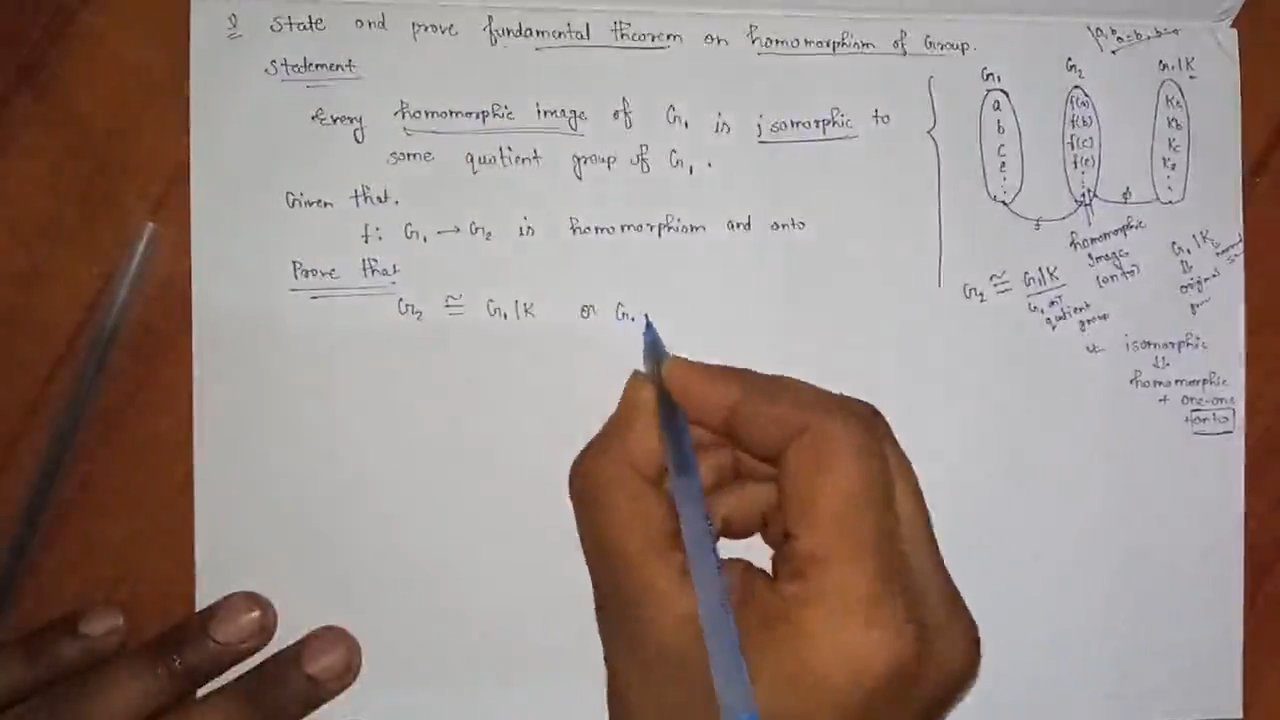 Q State and prove fundamental theorem on homomorphism of Group.
Statement
Every homomorphic image of G₁ is isomorphic to
some quotient group of G₁.
Given that.
f: G₁ → G₂ is homomorphism and onto
Prove that
G₂ ≅ G₁/K or G₁
G₁ G₂ G₁/K
a f(a) Ka
b f(b) Kb
c f(c) Kc
e f(e) Ke
f φ
homomorphic
image
(onto)
G₂ ≅ G₁/K
G₁ or
quotient
group
G₁/K
original
isomorphic
⇓
homomorphic
+ one-one
+ onto